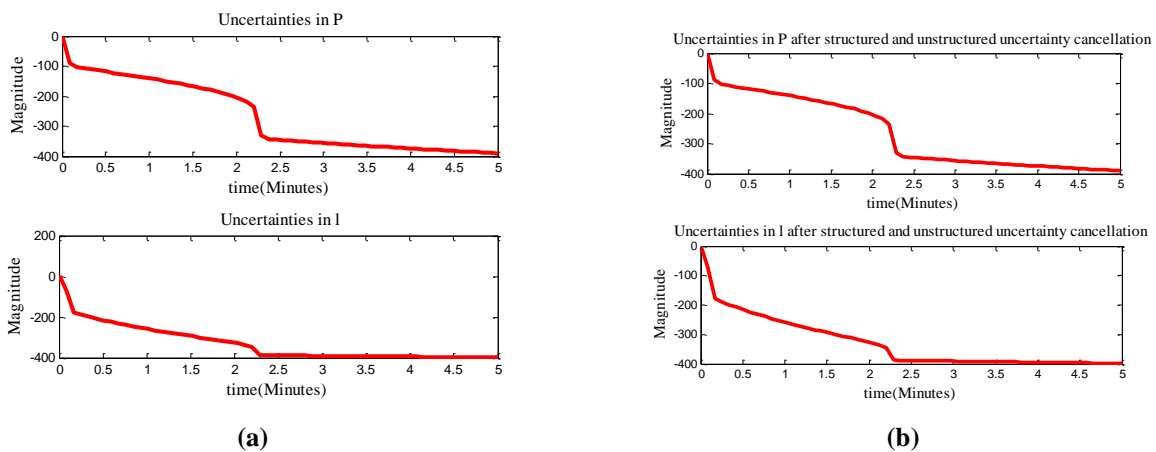 Uncertainties in P
0
-100
-200
-300
-400
Magnitude
0 0.5 1 1.5 2 2.5 3 3.5 4 4.5 5
time(Minutes)
Uncertainties in l
200
0
-200
-400
Magnitude
0 0.5 1 1.5 2 2.5 3 3.5 4 4.5 5
time(Minutes)
(a)
Uncertainties in P after structured and unstructured uncertainty cancellation
0
-100
-200
-300
-400
Magnitude
0 0.5 1 1.5 2 2.5 3 3.5 4 4.5 5
time(Minutes)
Uncertainties in l after structured and unstructured uncertainty cancellation
0
-100
-200
-300
-400
Magnitude
0 0.5 1 1.5 2 2.5 3 3.5 4 4.5 5
time(Minutes)
(b)